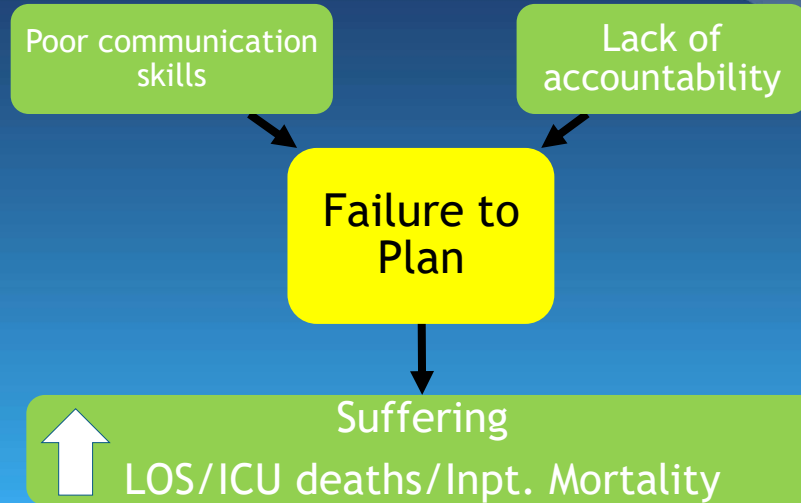 Poor communication
skills
Lack of
accountability
Failure to
Plan
Suffering
LOS/ICU deaths/Inpt. Mortality